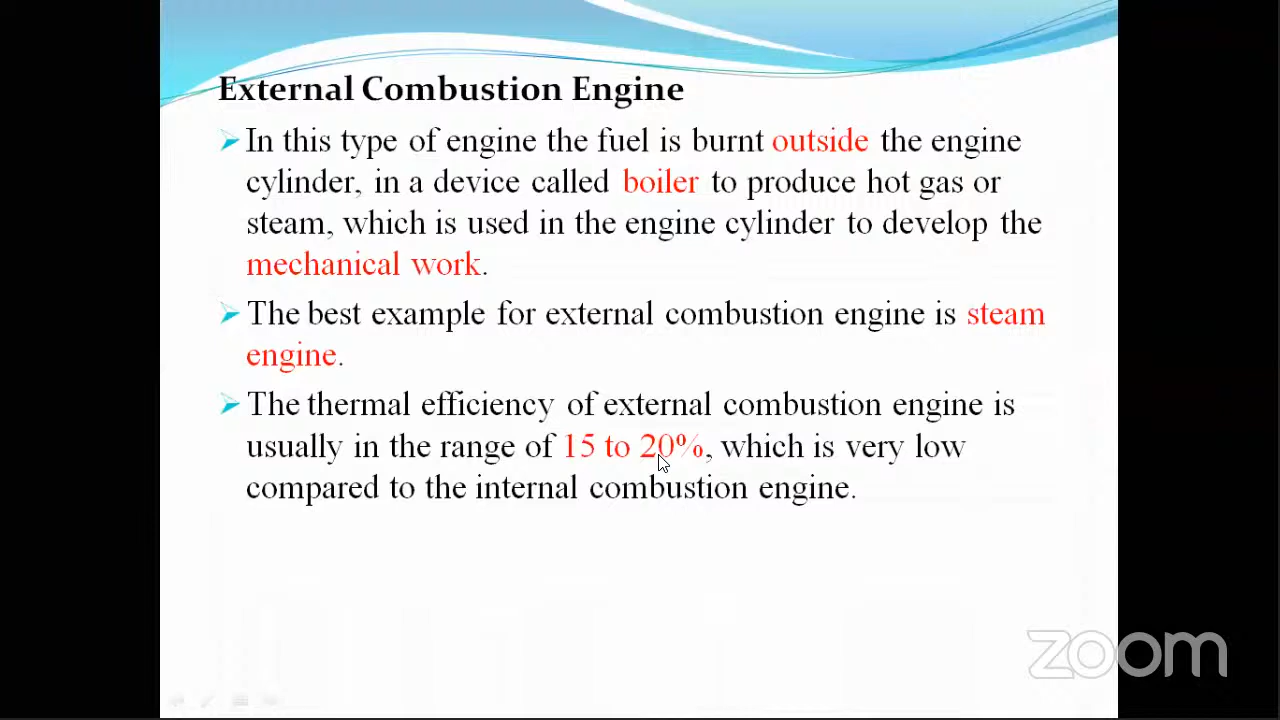 External Combustion Engine
In this type of engine the fuel is burnt outside the engine
cylinder, in a device called boiler to produce hot gas or
steam, which is used in the engine cylinder to develop the
mechanical work.
The best example for external combustion engine is steam
engine.
The thermal efficiency of external combustion engine is
usually in the range of 15 to 20%, which is very low
compared to the internal combustion engine.
zoom